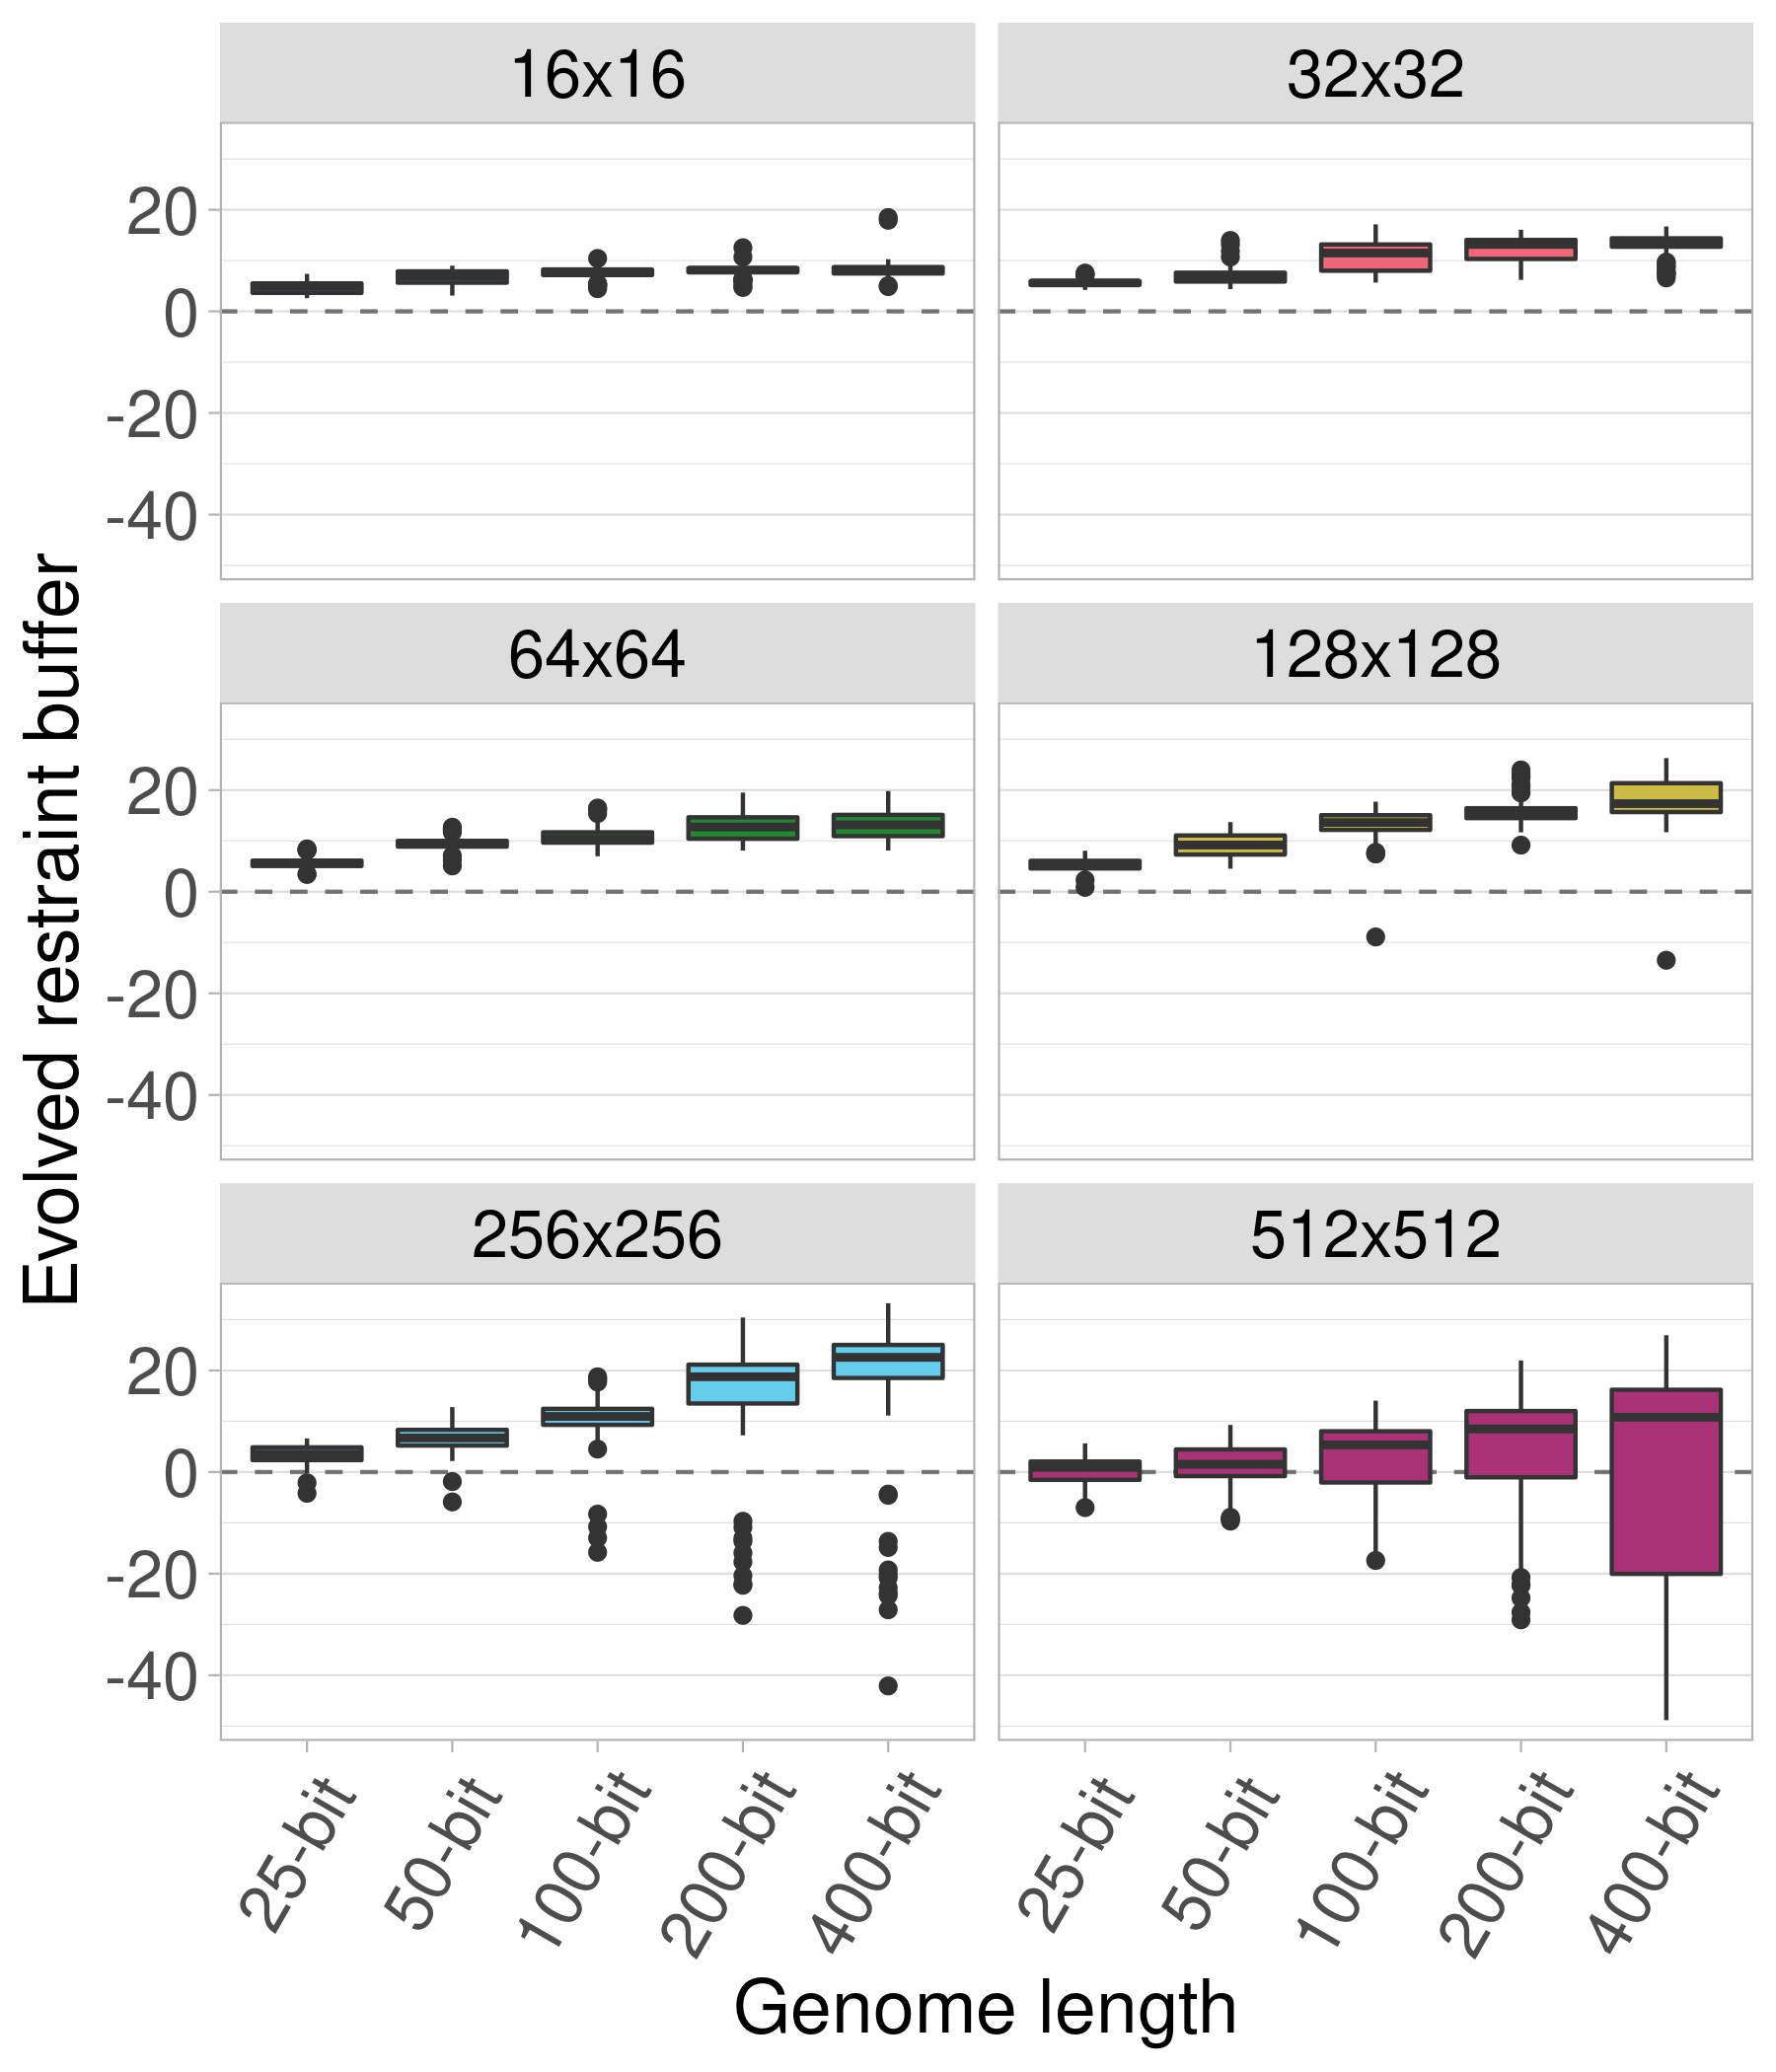 16x16
32x32
20
0
-20
-40
64x64
128x128
20
0
-20
-40
256x256
512x512
20
0
-20
-40
Evolved restraint buffer
25-bit
50-bit
100-bit
200-bit
400-bit
25-bit
50-bit
100-bit
200-bit
400-bit
Genome length